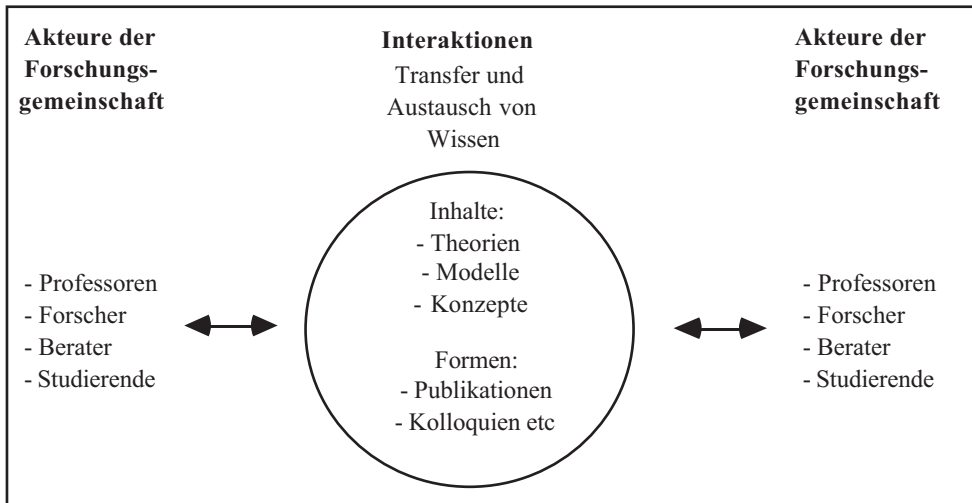 Akteure der
Forschungs-
gemeinschaft
- Professoren
- Forscher
- Berater
- Studierende
Interaktionen
Transfer und
Austausch von
Wissen
Inhalte:
- Theorien
- Modelle
- Konzepte
Formen:
- Publikationen
- Kolloquien etc
Akteure der
Forschungs-
gemeinschaft
- Professoren
- Forscher
- Berater
- Studierende